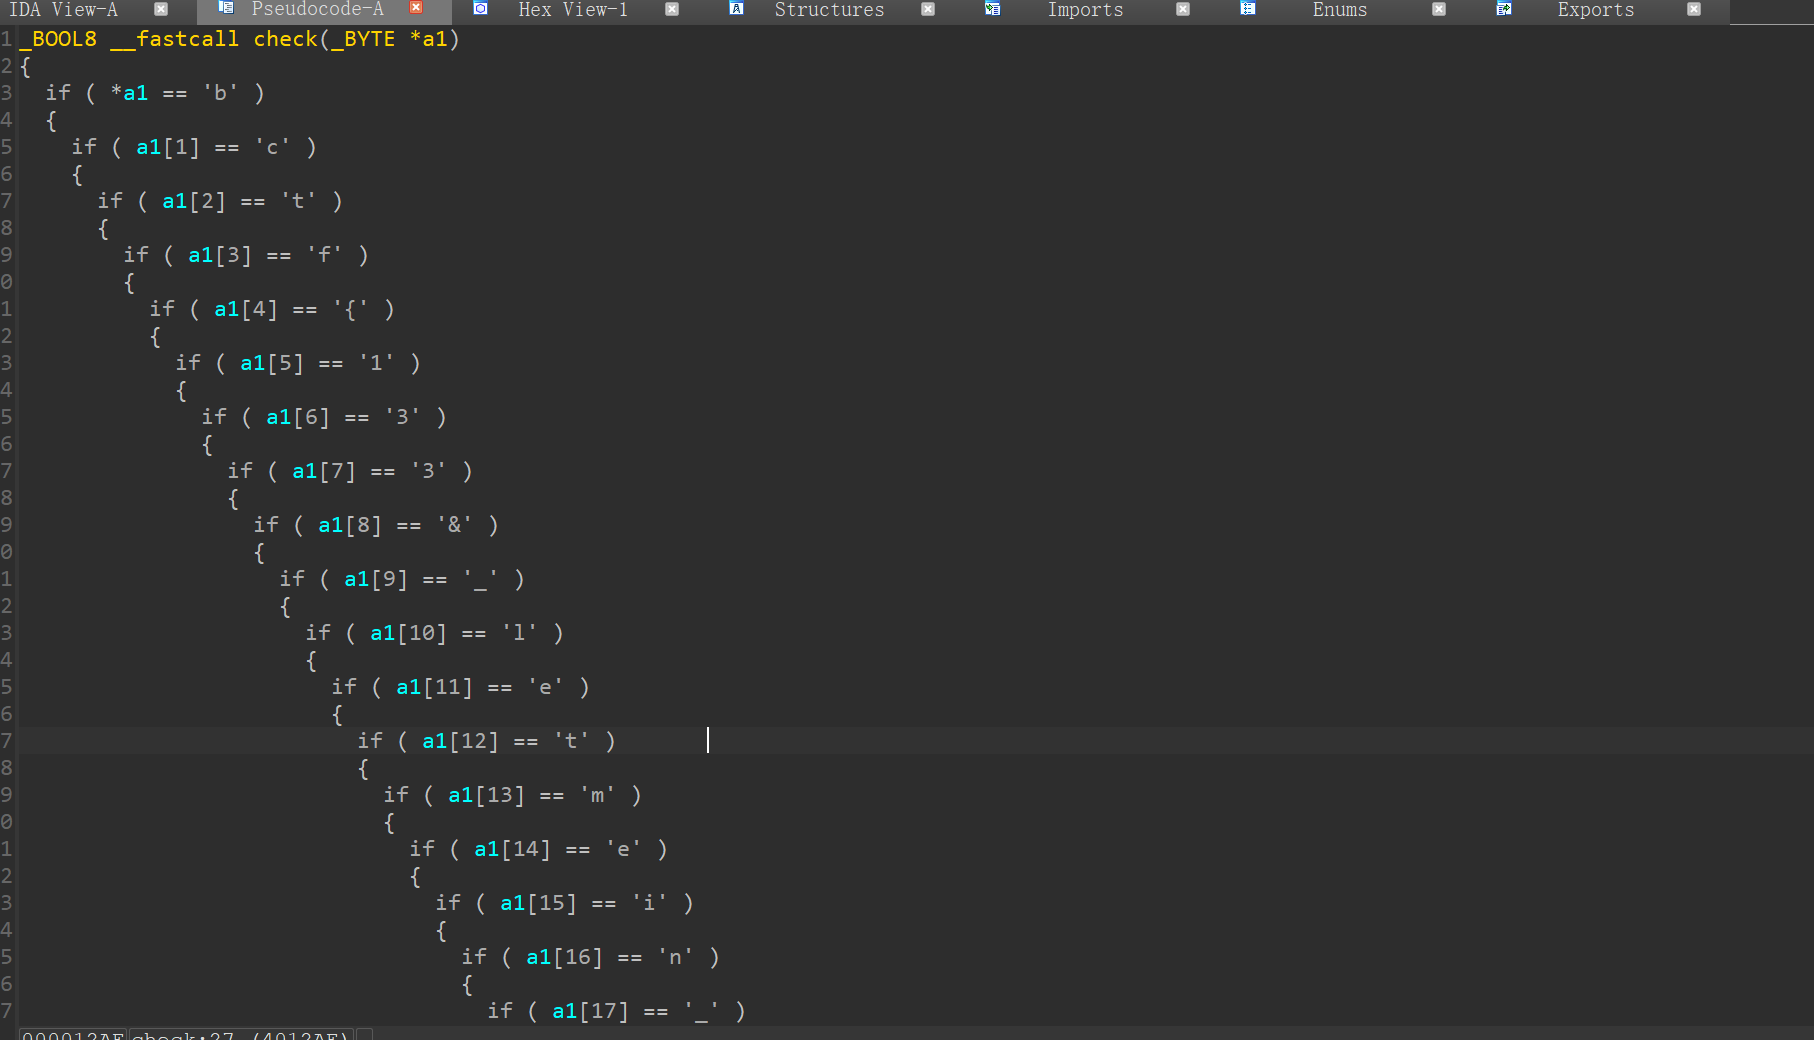 IDA View-A Pseudocode-A Hex View-1 Structures Imports Enums Exports
1 _BOOL8 __fastcall check(_BYTE *a1)
2 {
3 if ( *a1 == 'b' )
4 {
5 if ( a1[1] == 'c' )
6 {
7 if ( a1[2] == 't' )
8 {
9 if ( a1[3] == 'f' )
0 {
1 if ( a1[4] == '{' )
2 {
3 if ( a1[5] == '1' )
4 {
5 if ( a1[6] == '3' )
6 {
7 if ( a1[7] == '3' )
8 {
9 if ( a1[8] == '&' )
0 {
1 if ( a1[9] == '_' )
2 {
3 if ( a1[10] == 'l' )
4 {
5 if ( a1[11] == 'e' )
6 {
7 if ( a1[12] == 't' )
8 {
9 if ( a1[13] == 'm' )
0 {
1 if ( a1[14] == 'e' )
2 {
3 if ( a1[15] == 'i' )
4 {
5 if ( a1[16] == 'n' )
6 {
7 if ( a1[17] == '_' )
000012AE check:27 (4012AE)